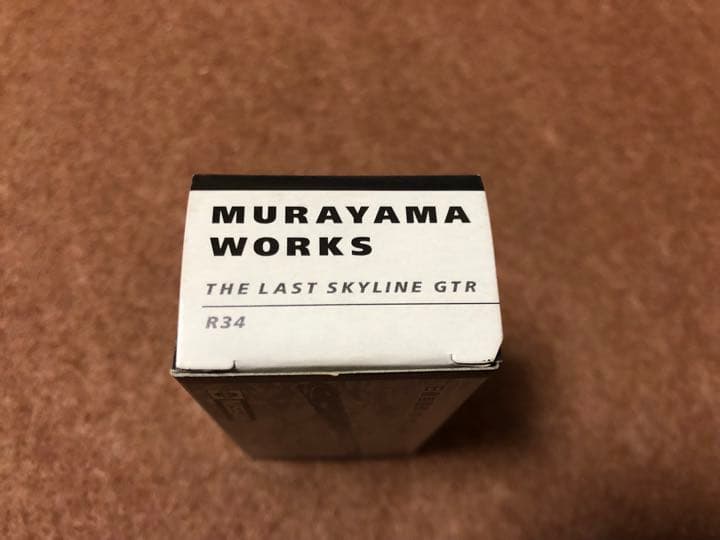 MURAYAMA
WORKS
THE LAST SKYLINE GTR
R34